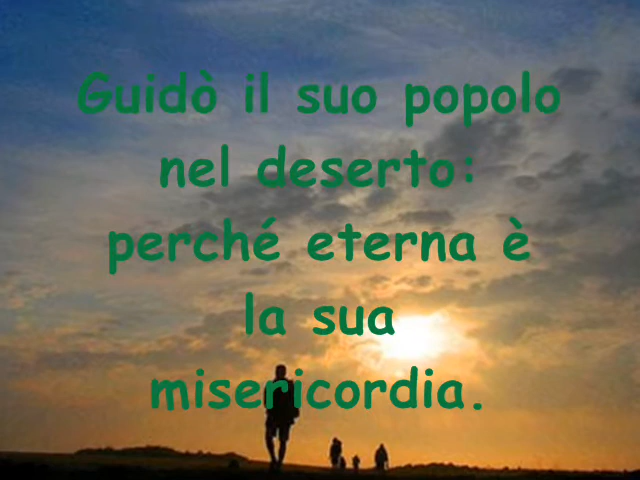 Guidò il suo popolo
nel deserto:
perché eterna è
la sua
misericordia.